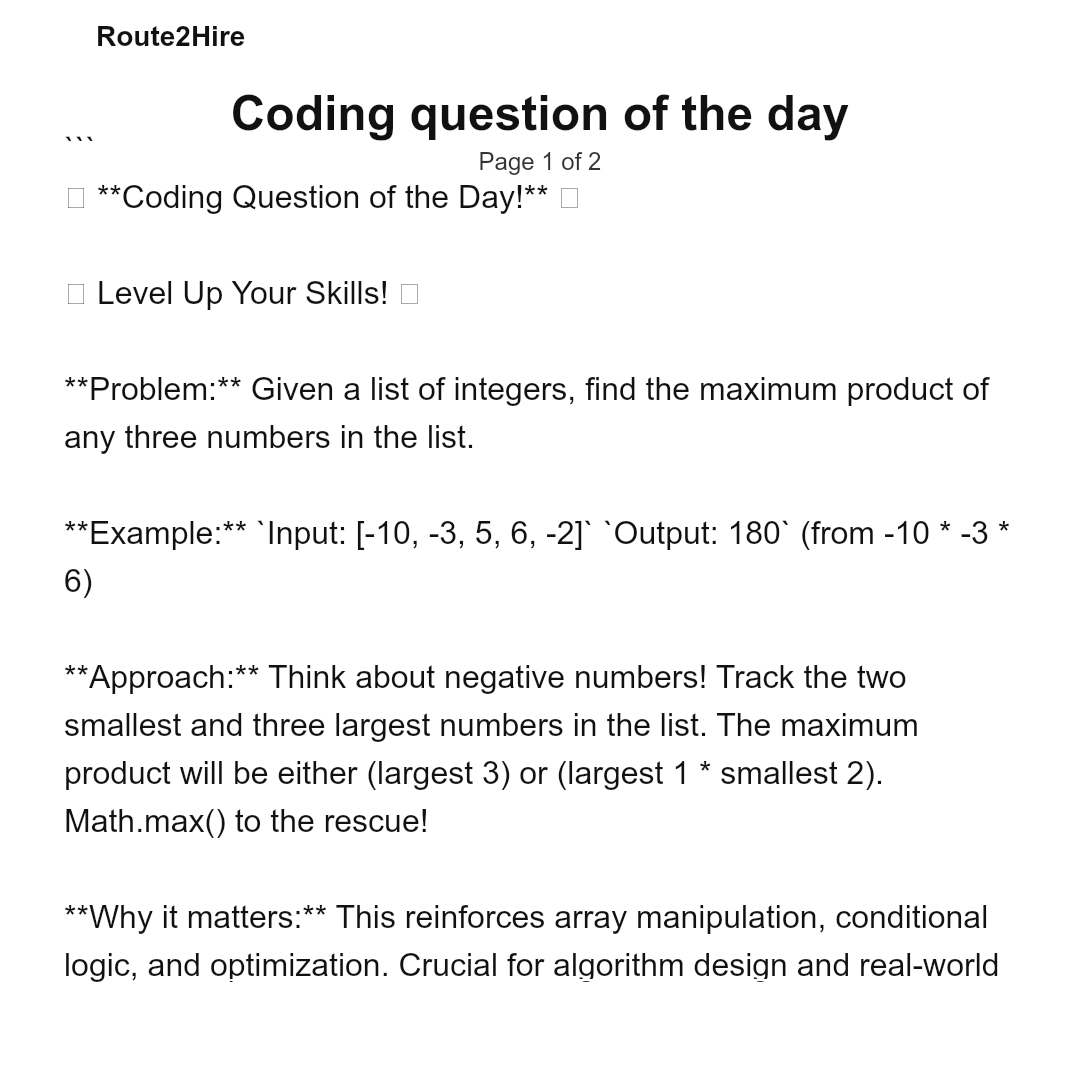 Route2Hire
Coding question of the day
```
Page 1 of 2
**Coding Question of the Day!**
Level Up Your Skills!
**Problem:** Given a list of integers, find the maximum product of
any three numbers in the list.
**Example:** `Input: [-10, -3, 5, 6, -2]` `Output: 180` (from -10 * -3 *
6)
**Approach:** Think about negative numbers! Track the two
smallest and three largest numbers in the list. The maximum
product will be either (largest 3) or (largest 1 * smallest 2).
Math.max() to the rescue!
**Why it matters:** This reinforces array manipulation, conditional
logic, and optimization. Crucial for algorithm design and real-world